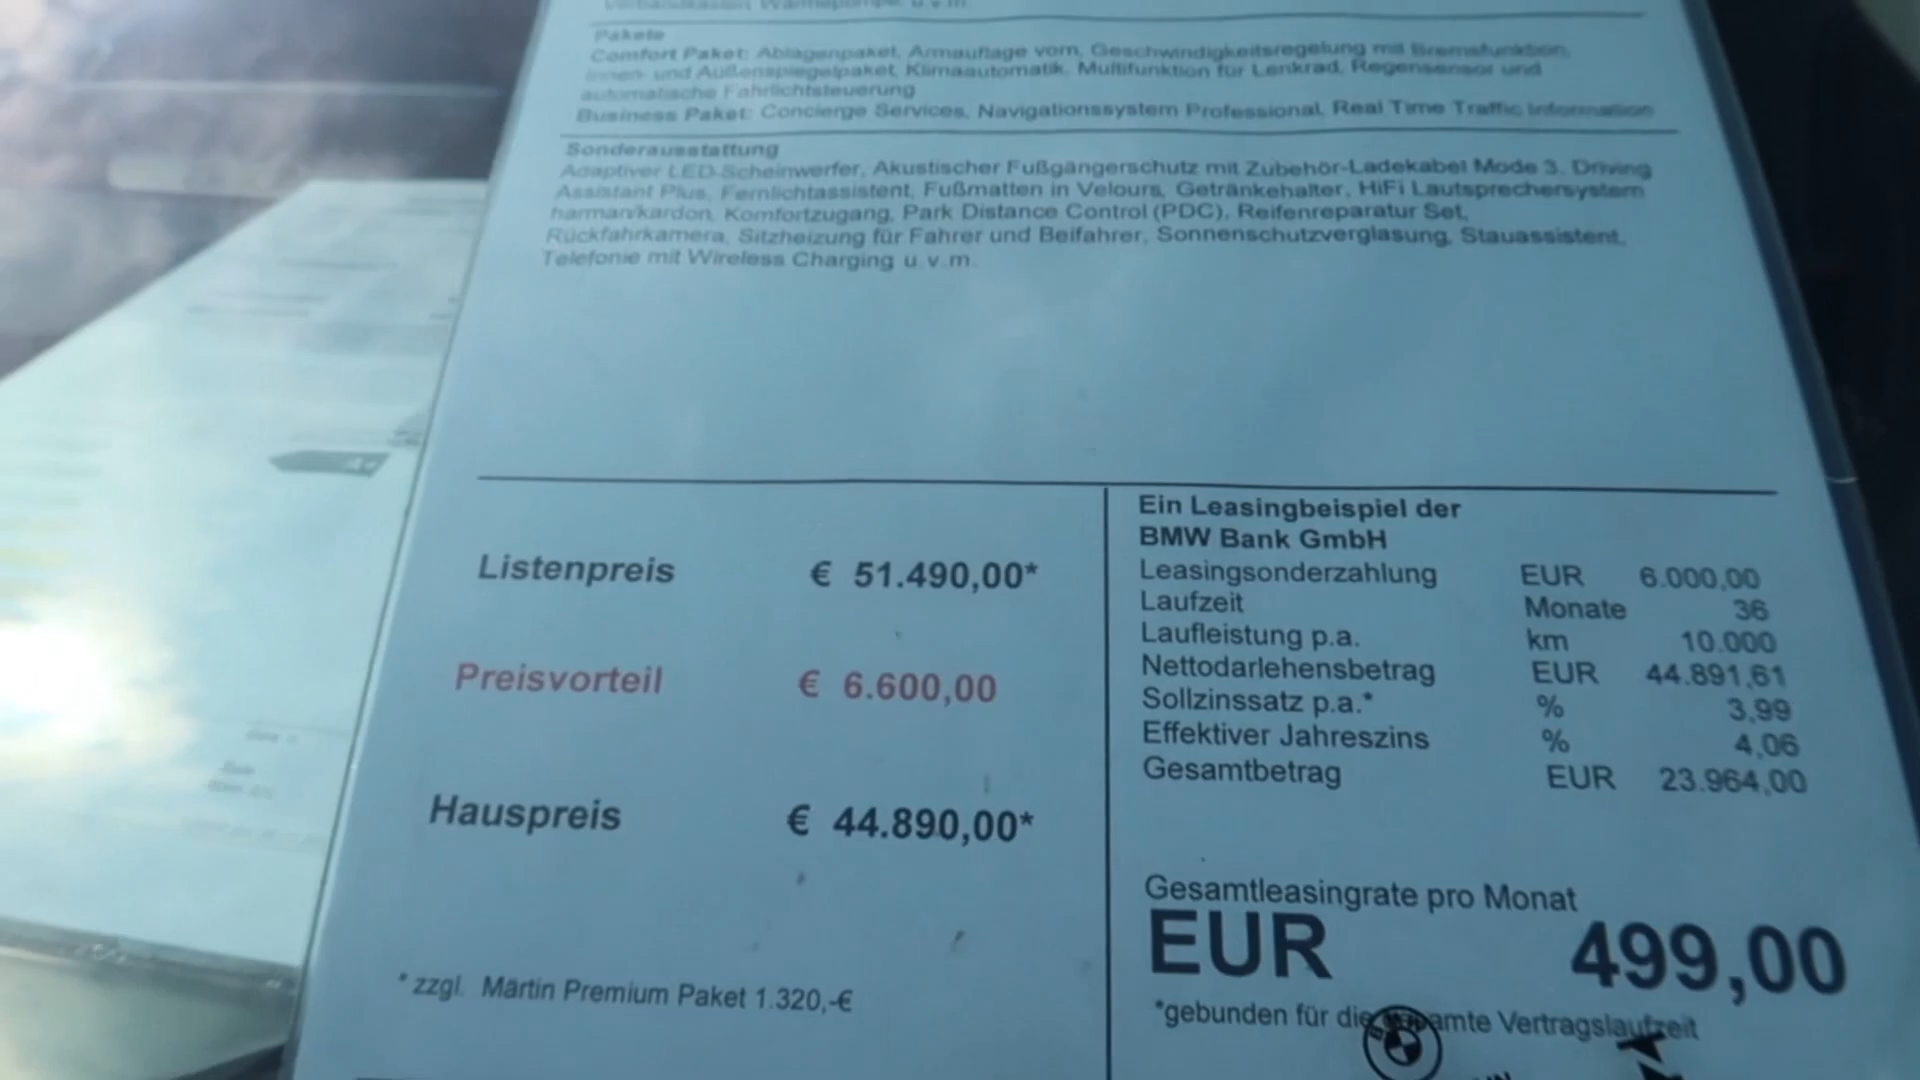 Verbandkasten, Wärmepumpe, u.v.m.
Pakete
Comfort Paket: Ablagenpaket, Armauflage vorn, Geschwindigkeitsregelung mit Bremsfunktion,
Innen- und Außenspiegelpaket, Klimaautomatik, Multifunktion für Lenkrad, Regensensor und
automatische Fahrlichtsteuerung
Business Paket: Concierge Services, Navigationssystem Professional, Real Time Traffic Information
Sonderausstattung
Adaptiver LED-Scheinwerfer, Akustischer Fußgängerschutz mit Zubehör-Ladekabel Mode 3, Driving
Assistant Plus, Fernlichtassistent, Fußmatten in Velours, Getränkehalter, HiFi Lautsprechersystem
harman/kardon, Komfortzugang, Park Distance Control (PDC), Reifenreparatur Set,
Rückfahrkamera, Sitzheizung für Fahrer und Beifahrer, Sonnenschutzverglasung, Stauassistent,
Telefonie mit Wireless Charging u.v.m.
Listenpreis € 51.490,00*
Preisvorteil € 6.600,00
Hauspreis € 44.890,00*
* zzgl. Märtin Premium Paket 1.320,-€
Ein Leasingbeispiel der
BMW Bank GmbH
Leasingsonderzahlung EUR 6.000,00
Laufzeit Monate 36
Laufleistung p.a. km 10.000
Nettodarlehensbetrag EUR 44.891,61
Sollzinssatz p.a.* % 3,99
Effektiver Jahreszins % 4,06
Gesamtbetrag EUR 23.964,00
Gesamtleasingrate pro Monat
EUR 499,00
*gebunden für die gesamte Vertragslaufzeit